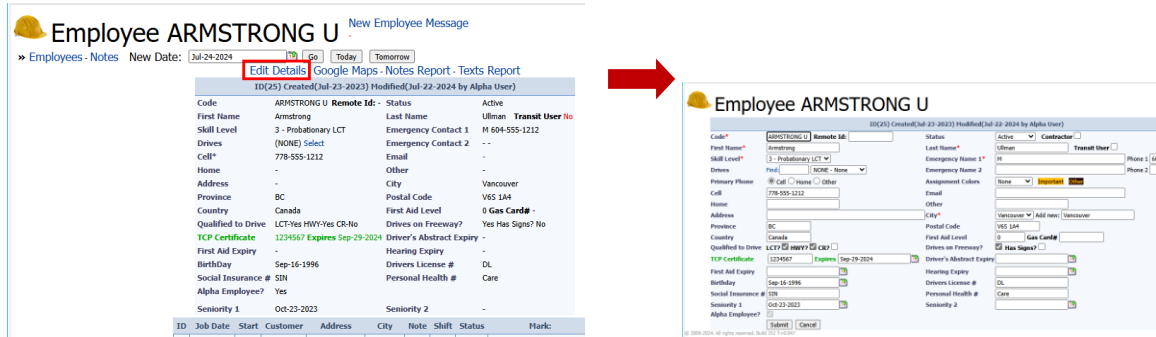 Employee ARMSTRONG U New Employee Message
» Employees - Notes New Date: Jul-24-2024 Go Today Tomorrow
Edit Details Google Maps - Notes Report - Texts Report
ID(25) Created(Jul-23-2023) Modified(Jul-22-2024 by Alpha User)
Code ARMSTRONG U Remote Id: - Status Active
First Name Armstrong Last Name Ullman Transit User No
Skill Level 3 - Probationary LCT Emergency Contact 1 M 604-555-1212
Drives (NONE) Select Emergency Contact 2 - -
Cell* 778-555-1212 Email -
Home - Other -
Address - City Vancouver
Province BC Postal Code V6S 1A4
Country Canada First Aid Level 0 Gas Card# -
Qualified to Drive LCT-Yes HWY-Yes CR-No Drives on Freeway? Yes Has Signs? No
TCP Certificate 1234567 Expires Sep-29-2024 Driver's Abstract Expiry -
First Aid Expiry - Hearing Expiry -
BirthDay Sep-16-1996 Drivers License # DL
Social Insurance # SIN Personal Health # Care
Alpha Employee? Yes
Seniority 1 Oct-23-2023 Seniority 2 -
ID Job Date Start Customer Address City Note Shift Status Mark:
Employee ARMSTRONG U
ID(25) Created(Jul-23-2023) Modified(Jul-22-2024 by Alpha User)
Code* ARMSTRONG U Remote Id: Status Active Contractor
First Name* Armstrong Last Name* Ullman Transit User
Skill Level* 3 - Probationary LCT Emergency Name 1* M Phone 1
Drives Find: NONE - None Emergency Name 2 Phone 2
Primary Phone Cell Home Other Assignment Colors None Important Other
Cell 778-555-1212 Email
Home Other
Address City* Vancouver Add new: Vancouver
Province BC Postal Code V6S 1A4
Country Canada First Aid Level 0 Gas Card#
Qualified to Drive LCT? HWY? CR? Drives on Freeway? Has Signs?
TCP Certificate 1234567 Expires Sep-29-2024 Driver's Abstract Expiry
First Aid Expiry Hearing Expiry
Birthday Sep-16-1996 Drivers License # DL
Social Insurance # SIN Personal Health # Care
Seniority 1 Oct-23-2023 Seniority 2
Alpha Employee?
Submit Cancel
© 2009-2024. All rights reserved.